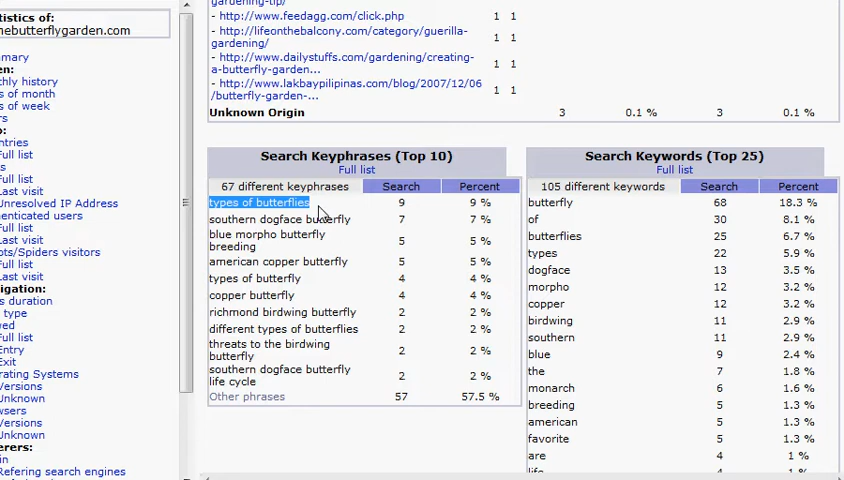 tistics of:
nebutterflygarden.com
mary
en:
thly history
s of month
s of week
rs
o:
ntries
Full list
ts
Full list
Last visit
Unresolved IP Address
henticated users
Full list
Last visit
ots/Spiders visitors
Full list
Last visit
igation:
s duration
type
wed
Full list
Entry
Exit
rating Systems
Versions
Unknown
wsers
Versions
Unknown
erers:
in
Refering search engines
gardening-tip/
- http://www.feedagg.com/click.php 1 1
- http://lifeonthebalcony.com/category/guerilla-
gardening/ 1 1
- http://www.dailystuffs.com/gardening/creating-
a-butterfly-garden... 1 1
- http://www.lakbaypilipinas.com/blog/2007/12/06
/butterfly-garden-... 1 1
Unknown Origin 3 0.1 % 3 0.1 %
Search Keyphrases (Top 10)
Full list
67 different keyphrases Search Percent
types of butterflies 9 9 %
southern dogface butterfly 7 7 %
blue morpho butterfly
breeding 5 5 %
american copper butterfly 5 5 %
types of butterfly 4 4 %
copper butterfly 4 4 %
richmond birdwing butterfly 2 2 %
different types of butterflies 2 2 %
threats to the birdwing
butterfly 2 2 %
southern dogface butterfly
life cycle 2 2 %
Other phrases 57 57.5 %
Search Keywords (Top 25)
Full list
105 different keywords Search Percent
butterfly 68 18.3 %
of 30 8.1 %
butterflies 25 6.7 %
types 22 5.9 %
dogface 13 3.5 %
morpho 12 3.2 %
copper 12 3.2 %
birdwing 11 2.9 %
southern 11 2.9 %
blue 9 2.4 %
the 7 1.8 %
monarch 6 1.6 %
breeding 5 1.3 %
american 5 1.3 %
favorite 5 1.3 %
are 4 1 %
life 4 1 %